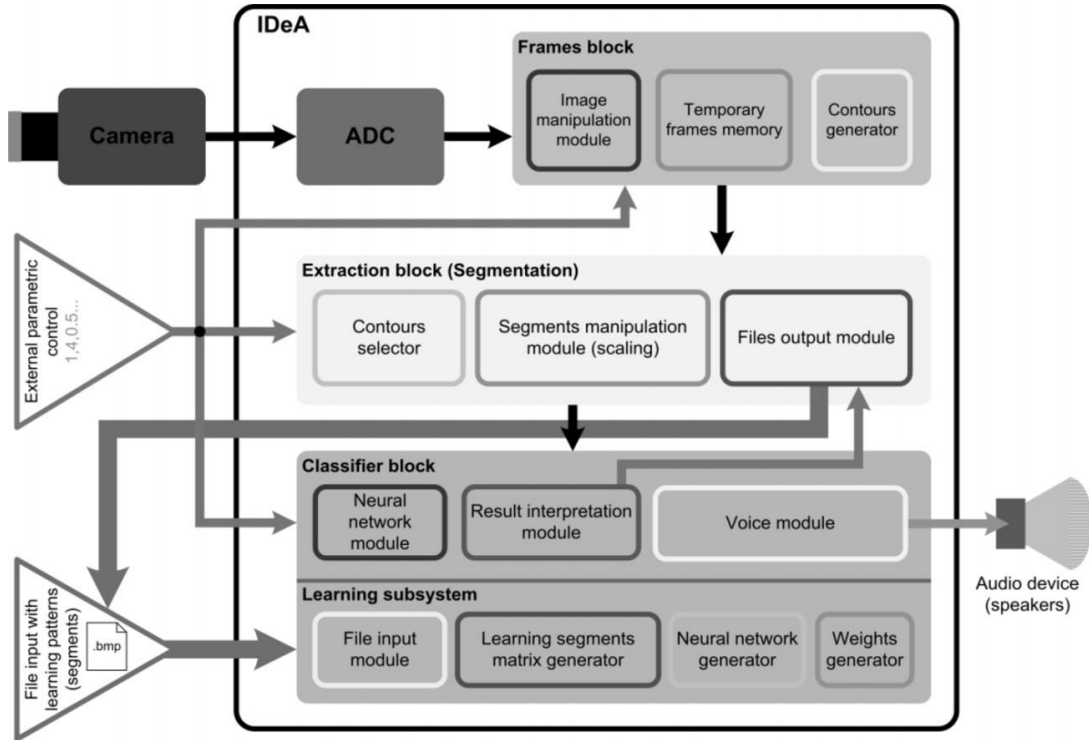 IDeA
Frames block
Image
manipulation
module
Temporary
frames memory
Contours
generator
Camera
ADC
External parametric
control
1,4,0.5...
Extraction block (Segmentation)
Contours
selector
Segments manipulation
module (scaling)
Files output module
Classifier block
Neural
network
module
Result interpretation
module
Voice module
Audio device
(speakers)
File input with
learning patterns
(segments)
.bmp
Learning subsystem
File input
module
Learning segments
matrix generator
Neural network
generator
Weights
generator